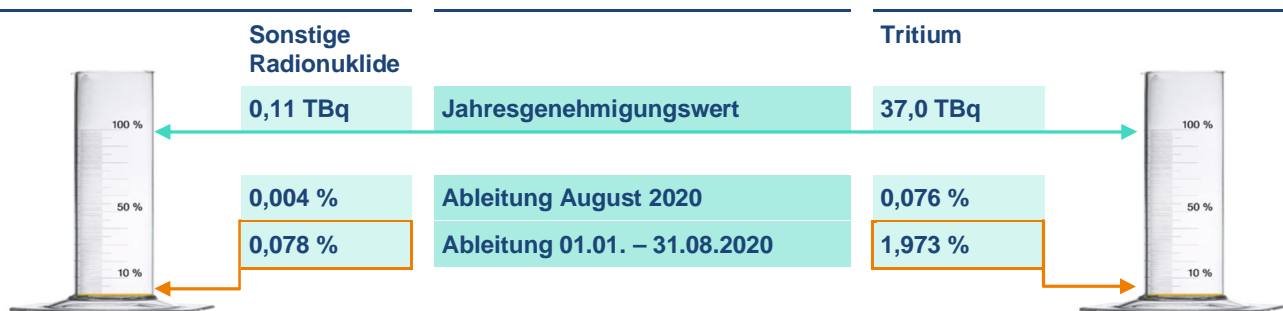 Sonstige
Radionuklide
Tritium
0,11 TBq
Jahresgenehmigungswert
37,0 TBq
100 %
100 %
0,004 %
Ableitung August 2020
0,076 %
50 %
50 %
0,078 %
Ableitung 01.01. – 31.08.2020
1,973 %
10 %
10 %